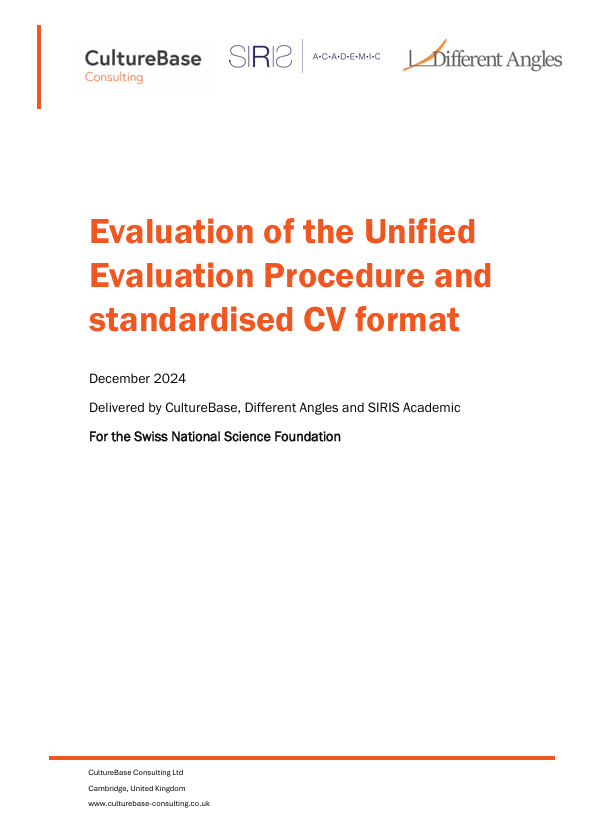 CultureBase
Consulting
SIRIS A•C•A•D•E•M•I•C
Different Angles
Evaluation of the Unified
Evaluation Procedure and
standardised CV format
December 2024
Delivered by CultureBase, Different Angles and SIRIS Academic
For the Swiss National Science Foundation
CultureBase Consulting Ltd
Cambridge, United Kingdom
www.culturebase-consulting.co.uk